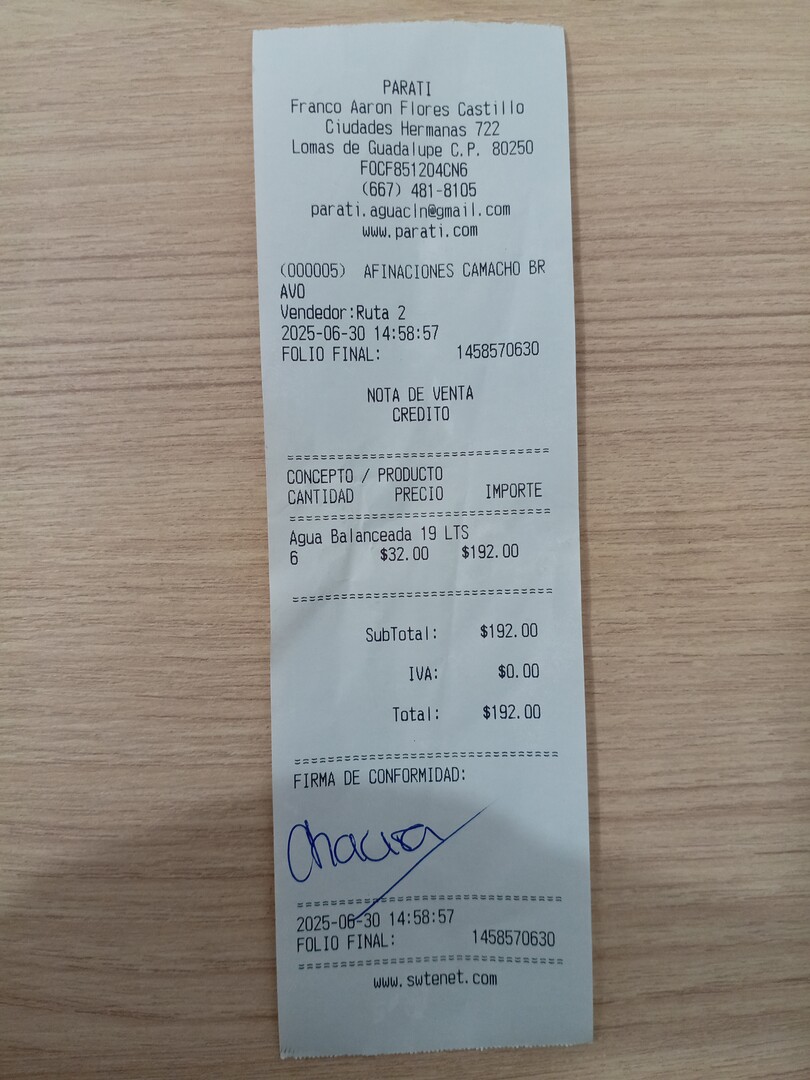 PARATI
Franco Aaron Flores Castillo
Ciudades Hermanas 722
Lomas de Guadalupe C.P. 80250
FOCF851204CN6
(667) 481-8105
parati.aguacln@gmail.com
www.parati.com
(000005) AFINACIONES CAMACHO BR
AVO
Vendedor:Ruta 2
2025-06-30 14:58:57
FOLIO FINAL: 1458570630
NOTA DE VENTA
CREDITO
==============================
CONCEPTO / PRODUCTO
CANTIDAD PRECIO IMPORTE
==============================
Agua Balanceada 19 LTS
6 $32.00 $192.00
==============================
SubTotal: $192.00
IVA: $0.00
Total: $192.00
==============================
FIRMA DE CONFORMIDAD:
==============================
2025-06-30 14:58:57
FOLIO FINAL: 1458570630
==============================
www.swtenet.com